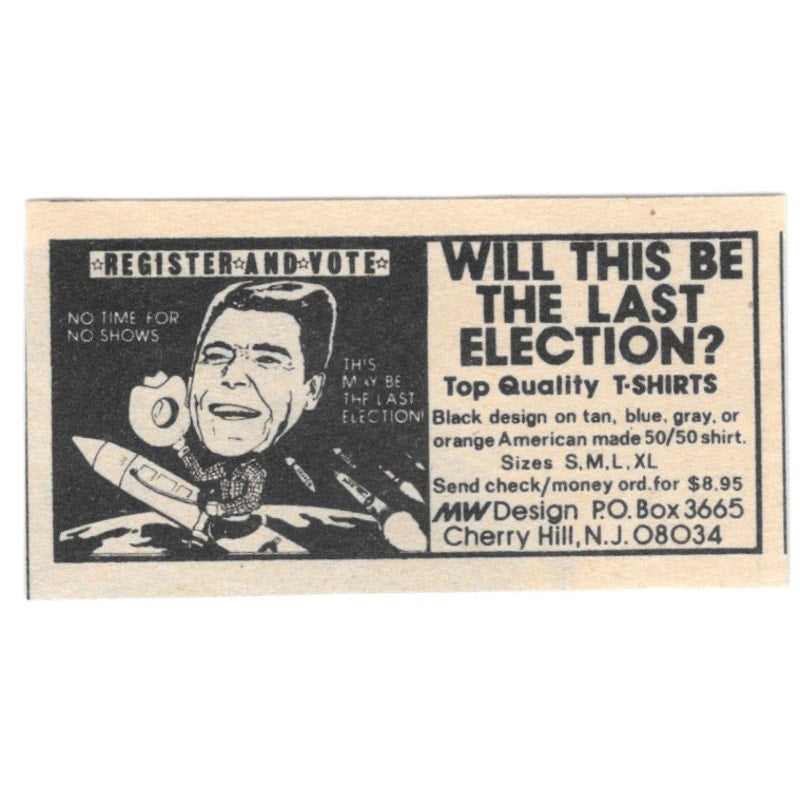 ☆REGISTER☆AND☆VOTE☆
NO TIME FOR
NO SHOWS
THIS
MAY BE
THE LAST
ELECTION!
WILL THIS BE
THE LAST
ELECTION?
Top Quality T-SHIRTS
Black design on tan, blue, gray, or
orange American made 50/50 shirt.
Sizes S,M,L,XL
Send check/money ord. for $8.95
MW Design P.O. Box 3665
Cherry Hill, N.J. 08034